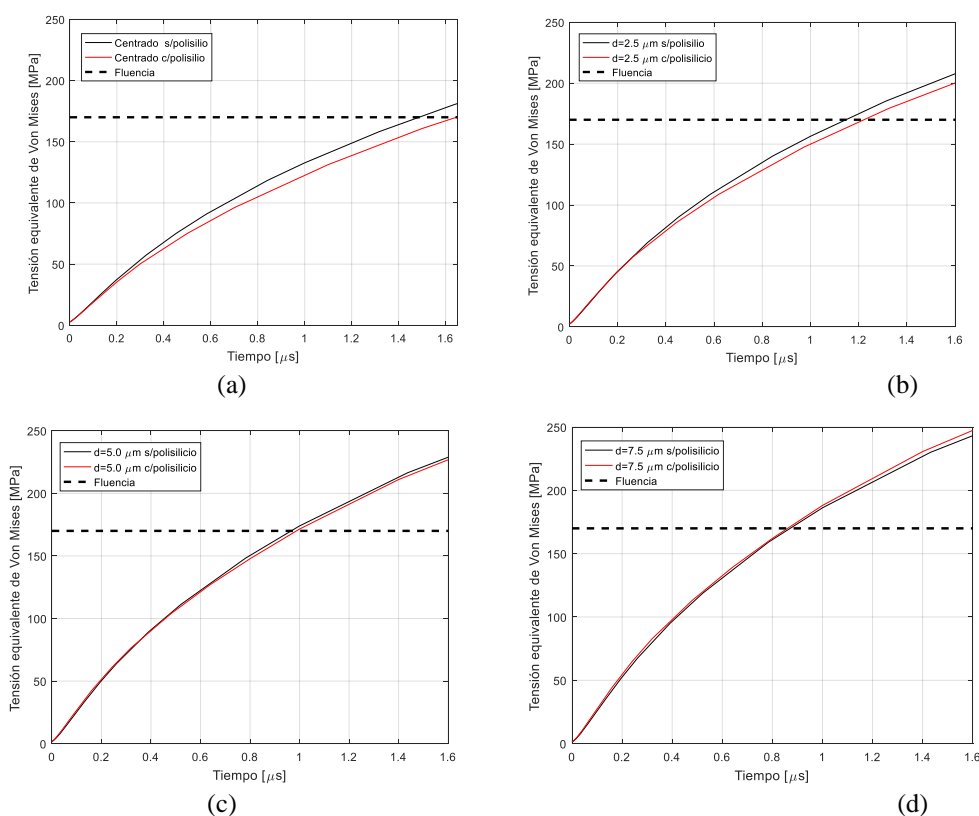 250
200
150
100
50
0
Tensión equivalente de Von Mises [MPa]
Centrado s/polisilio
Centrado c/polisilio
Fluencia
0 0.2 0.4 0.6 0.8 1 1.2 1.4 1.6
Tiempo [μs]
(a)
250
200
150
100
50
0
Tensión equivalente de Von Mises [MPa]
d=2.5 μm s/polisilio
d=2.5 μm c/polisilicio
Fluencia
0 0.2 0.4 0.6 0.8 1 1.2 1.4 1.6
Tiempo [μs]
(b)
250
200
150
100
50
0
Tensión equivalente de Von Mises [MPa]
d=5.0 μm s/polisilicio
d=5.0 μm c/polisilicio
Fluencia
0 0.2 0.4 0.6 0.8 1 1.2 1.4 1.6
Tiempo [μs]
(c)
250
200
150
100
50
0
Tensión equivalente de Von Mises [MPa]
d=7.5 μm s/polisilicio
d=7.5 μm c/polisilicio
Fluencia
0 0.2 0.4 0.6 0.8 1 1.2 1.4 1.6
Tiempo [μs]
(d)